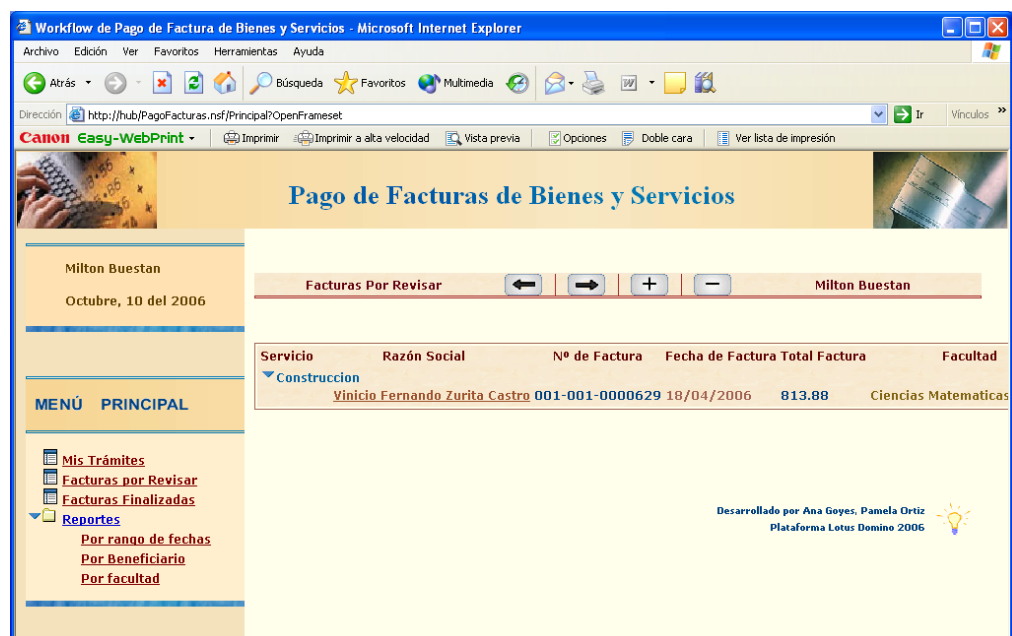 Workflow de Pago de Factura de Bienes y Servicios - Microsoft Internet Explorer
Archivo Edición Ver Favoritos Herramientas Ayuda
Atrás Búsqueda Favoritos Multimedia
Dirección http://hub/PagoFacturas.nsf/Principal?OpenFrameset Ir Vínculos »
Canon Easy-WebPrint Imprimir Imprimir a alta velocidad Vista previa Opciones Doble cara Ver lista de impresión
Pago de Facturas de Bienes y Servicios
Milton Buestan
Octubre, 10 del 2006
Facturas Por Revisar Milton Buestan
Servicio Razón Social Nº de Factura Fecha de Factura Total Factura Facultad
Construccion
Vinicio Fernando Zurita Castro 001-001-0000629 18/04/2006 813.88 Ciencias Matematicas
MENÚ PRINCIPAL
Mis Trámites
Facturas por Revisar
Facturas Finalizadas
Reportes
Por rango de fechas
Por Beneficiario
Por facultad
Desarrollado por Ana Goyes, Pamela Ortiz
Plataforma Lotus Domino 2006